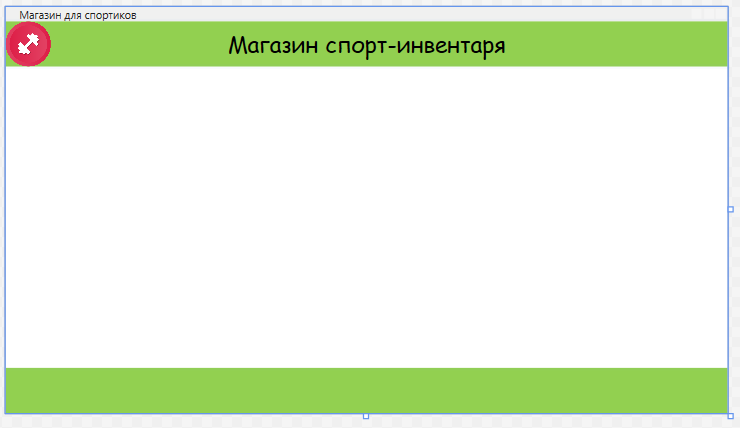 Магазин для спортиков
Магазин спорт-инвентаря